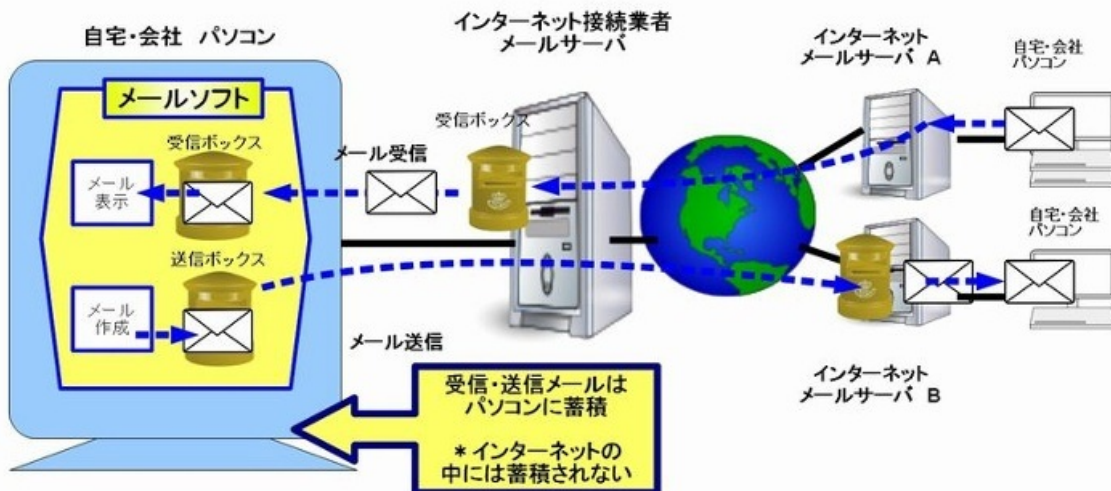 自宅・会社 パソコン
メールソフト
受信ボックス
メール
表示
送信ボックス
メール
作成
メール受信
メール送信
インターネット接続業者
メールサーバ
受信ボックス
インターネット
メールサーバ A
自宅・会社
パソコン
自宅・会社
パソコン
インターネット
メールサーバ B
受信・送信メールは
パソコンに蓄積
＊インターネットの
中には蓄積されない